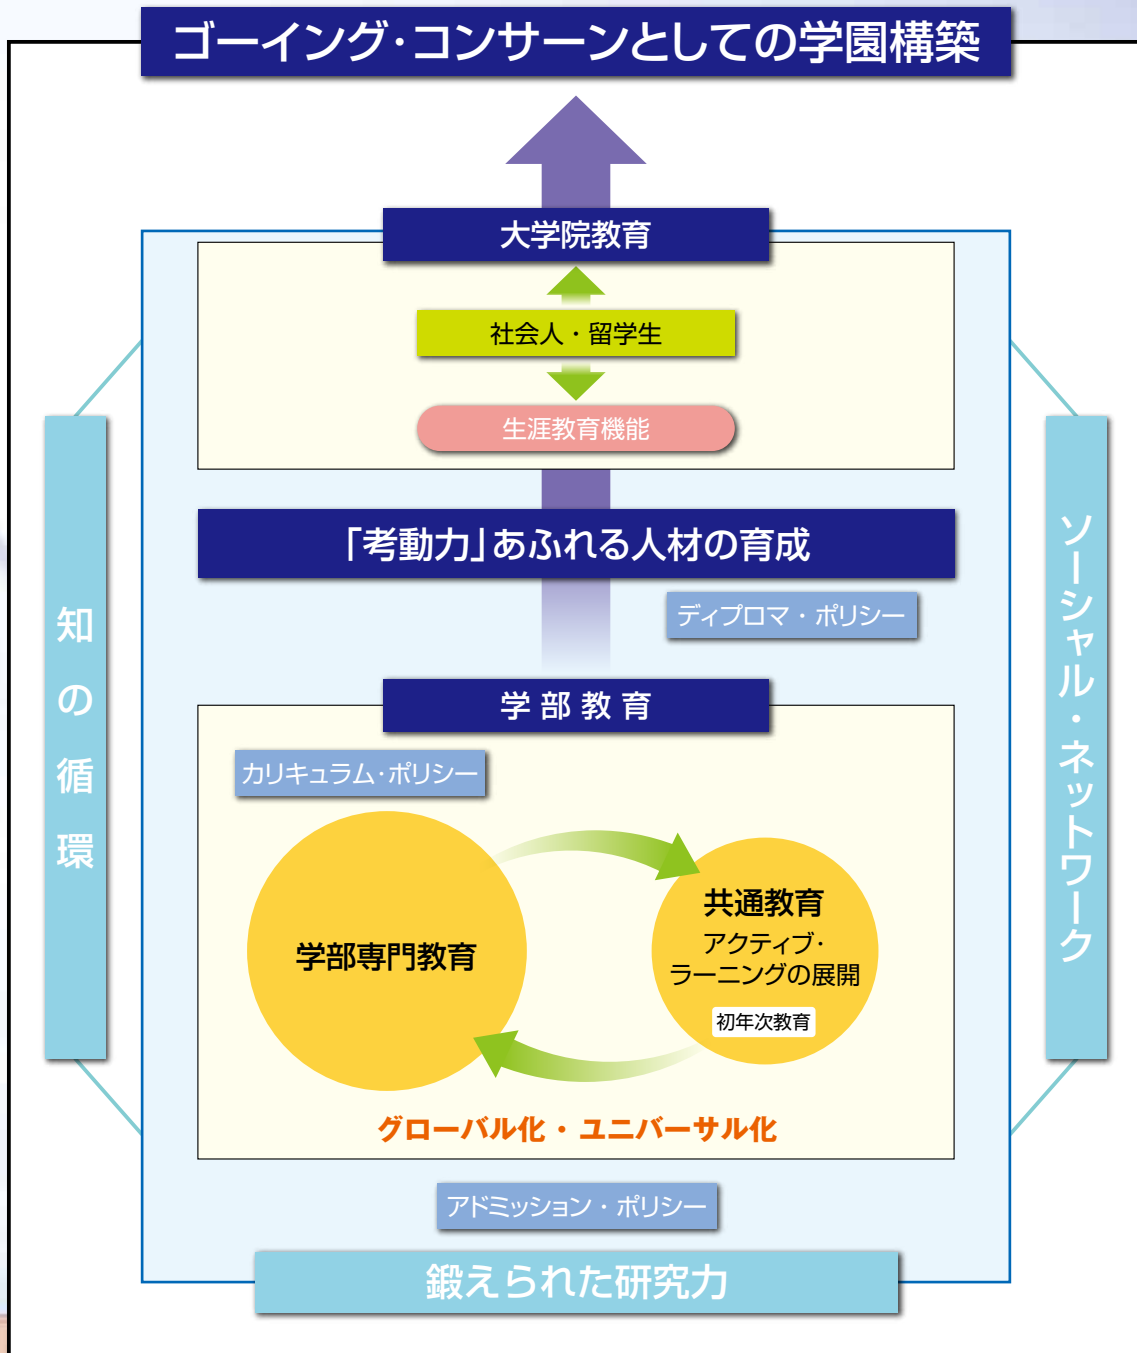 ゴーイング・コンサーンとしての学園構築
大学院教育
社会人・留学生
生涯教育機能
「考動力」あふれる人材の育成
ディプロマ・ポリシー
知の循環
ソーシャル・ネットワーク
学部教育
カリキュラム・ポリシー
学部専門教育
共通教育
アクティブ・
ラーニングの展開
初年次教育
グローバル化・ユニバーサル化
アドミッション・ポリシー
鍛えられた研究力